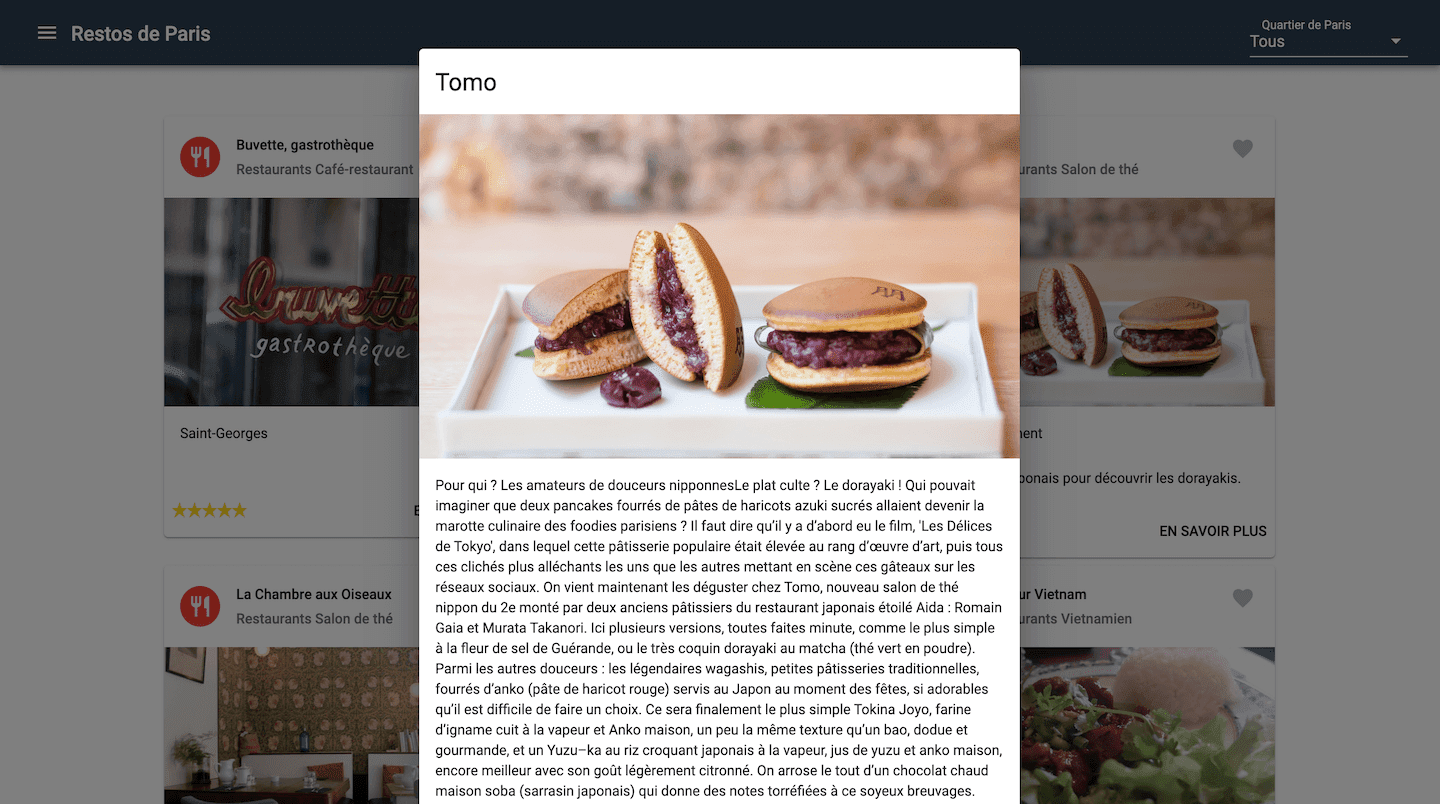 Restos de Paris
Quartier de Paris
Tous
Tomo
Buvette, gastrothèque
Restaurants Café-restaurant
gastrothèque
Saint-Georges
La Chambre aux Oiseaux
Restaurants Salon de thé
Pour qui ? Les amateurs de douceurs nipponnesLe plat culte ? Le dorayaki ! Qui pouvait
imaginer que deux pancakes fourrés de pâtes de haricots azuki sucrés allaient devenir la
marotte culinaire des foodies parisiens ? Il faut dire qu’il y a d’abord eu le film, 'Les Délices
de Tokyo', dans lequel cette pâtisserie populaire était élevée au rang d’œuvre d’art, puis tous
ces clichés plus alléchants les uns que les autres mettant en scène ces gâteaux sur les
réseaux sociaux. On vient maintenant les déguster chez Tomo, nouveau salon de thé
nippon du 2e monté par deux anciens pâtissiers du restaurant japonais étoilé Aida : Romain
Gaia et Murata Takanori. Ici plusieurs versions, toutes faites minute, comme le plus simple
à la fleur de sel de Guérande, ou le très coquin dorayaki au matcha (thé vert en poudre).
Parmi les autres douceurs : les légendaires wagashis, petites pâtisseries traditionnelles,
fourrés d’anko (pâte de haricot rouge) servis au Japon au moment des fêtes, si adorables
qu’il est difficile de faire un choix. Ce sera finalement le plus simple Tokina Joyo, farine
d’igname cuit à la vapeur et Anko maison, un peu la même texture qu’un bao, dodue et
gourmande, et un Yuzu–ka au riz croquant japonais à la vapeur, jus de yuzu et anko maison,
encore meilleur avec son goût légèrement citronné. On arrose le tout d’un chocolat chaud
maison soba (sarrasin japonais) qui donne des notes torréfiées à ce soyeux breuvages.
urants Salon de thé
nent
ponais pour découvrir les dorayakis.
EN SAVOIR PLUS
ur Vietnam
urants Vietnamien